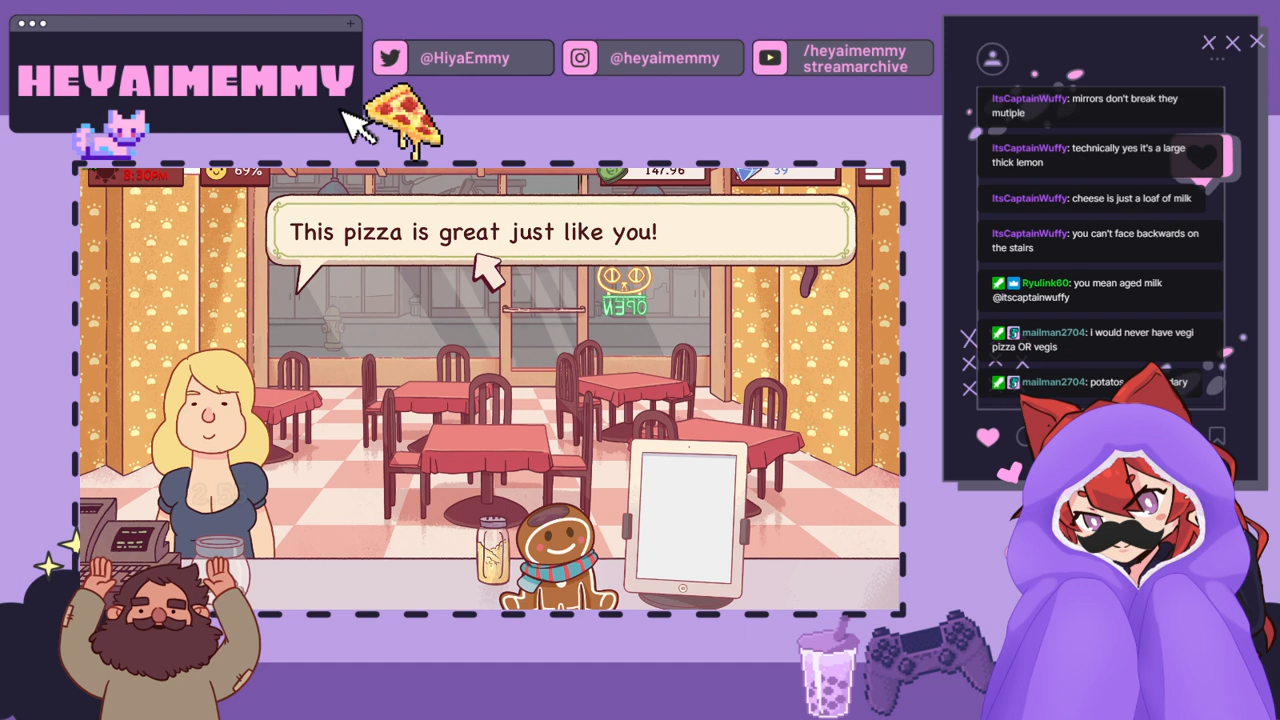 HEYAIMEMMY
@HiyaEmmy
@heyaimemmy
/heyaimemmy
streamarchive
8:30PM
69%
147.96
39
This pizza is great just like you!
OPEN
ItsCaptainWuffy: mirrors don't break they
mutiple
ItsCaptainWuffy: technically yes it's a large
thick lemon
ItsCaptainWuffy: cheese is just a loaf of milk
ItsCaptainWuffy: you can't face backwards on
the stairs
Ryulink60: you mean aged milk
@itscaptainwuffy
mailman2704: i would never have vegi
pizza OR vegis
mailman2704: potatos